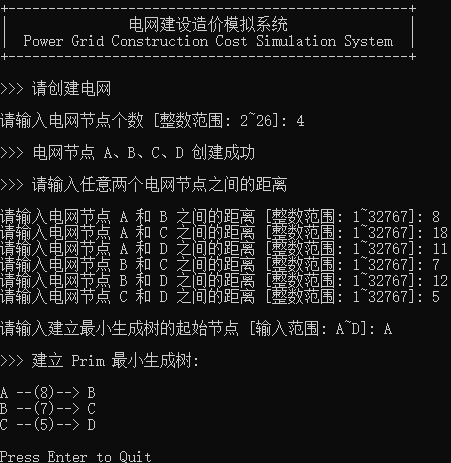 +---------------------------------------------------+
|               电网建设造价模拟系统                |
|  Power Grid Construction Cost Simulation System   |
+---------------------------------------------------+
>>> 请创建电网
请输入电网节点个数 [整数范围: 2~26]: 4
>>> 电网节点 A、B、C、D 创建成功
>>> 请输入任意两个电网节点之间的距离
请输入电网节点 A 和 B 之间的距离 [整数范围: 1~32767]: 8
请输入电网节点 A 和 C 之间的距离 [整数范围: 1~32767]: 18
请输入电网节点 A 和 D 之间的距离 [整数范围: 1~32767]: 11
请输入电网节点 B 和 C 之间的距离 [整数范围: 1~32767]: 7
请输入电网节点 B 和 D 之间的距离 [整数范围: 1~32767]: 12
请输入电网节点 C 和 D 之间的距离 [整数范围: 1~32767]: 5
请输入建立最小生成树的起始节点 [输入范围: A~D]: A
>>> 建立 Prim 最小生成树:
A --(8)--> B
B --(7)--> C
C --(5)--> D
Press Enter to Quit